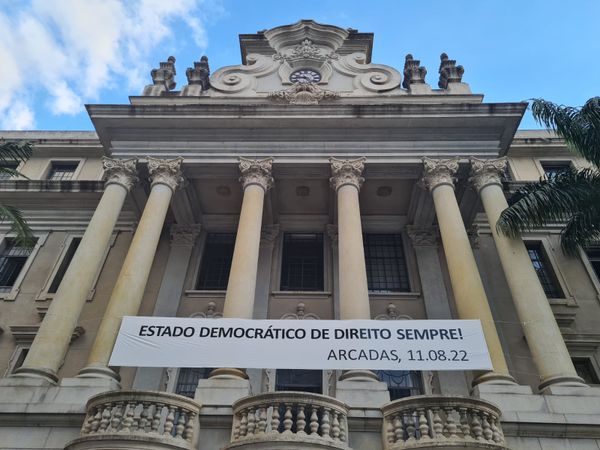 ESTADO DEMOCRÁTICO DE DIREITO SEMPRE!
ARCADAS, 11.08.22